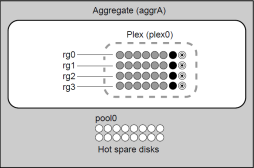 Aggregate (aggrA)
Plex (plex0)
rg0
rg1
rg2
rg3
pool0
Hot spare disks